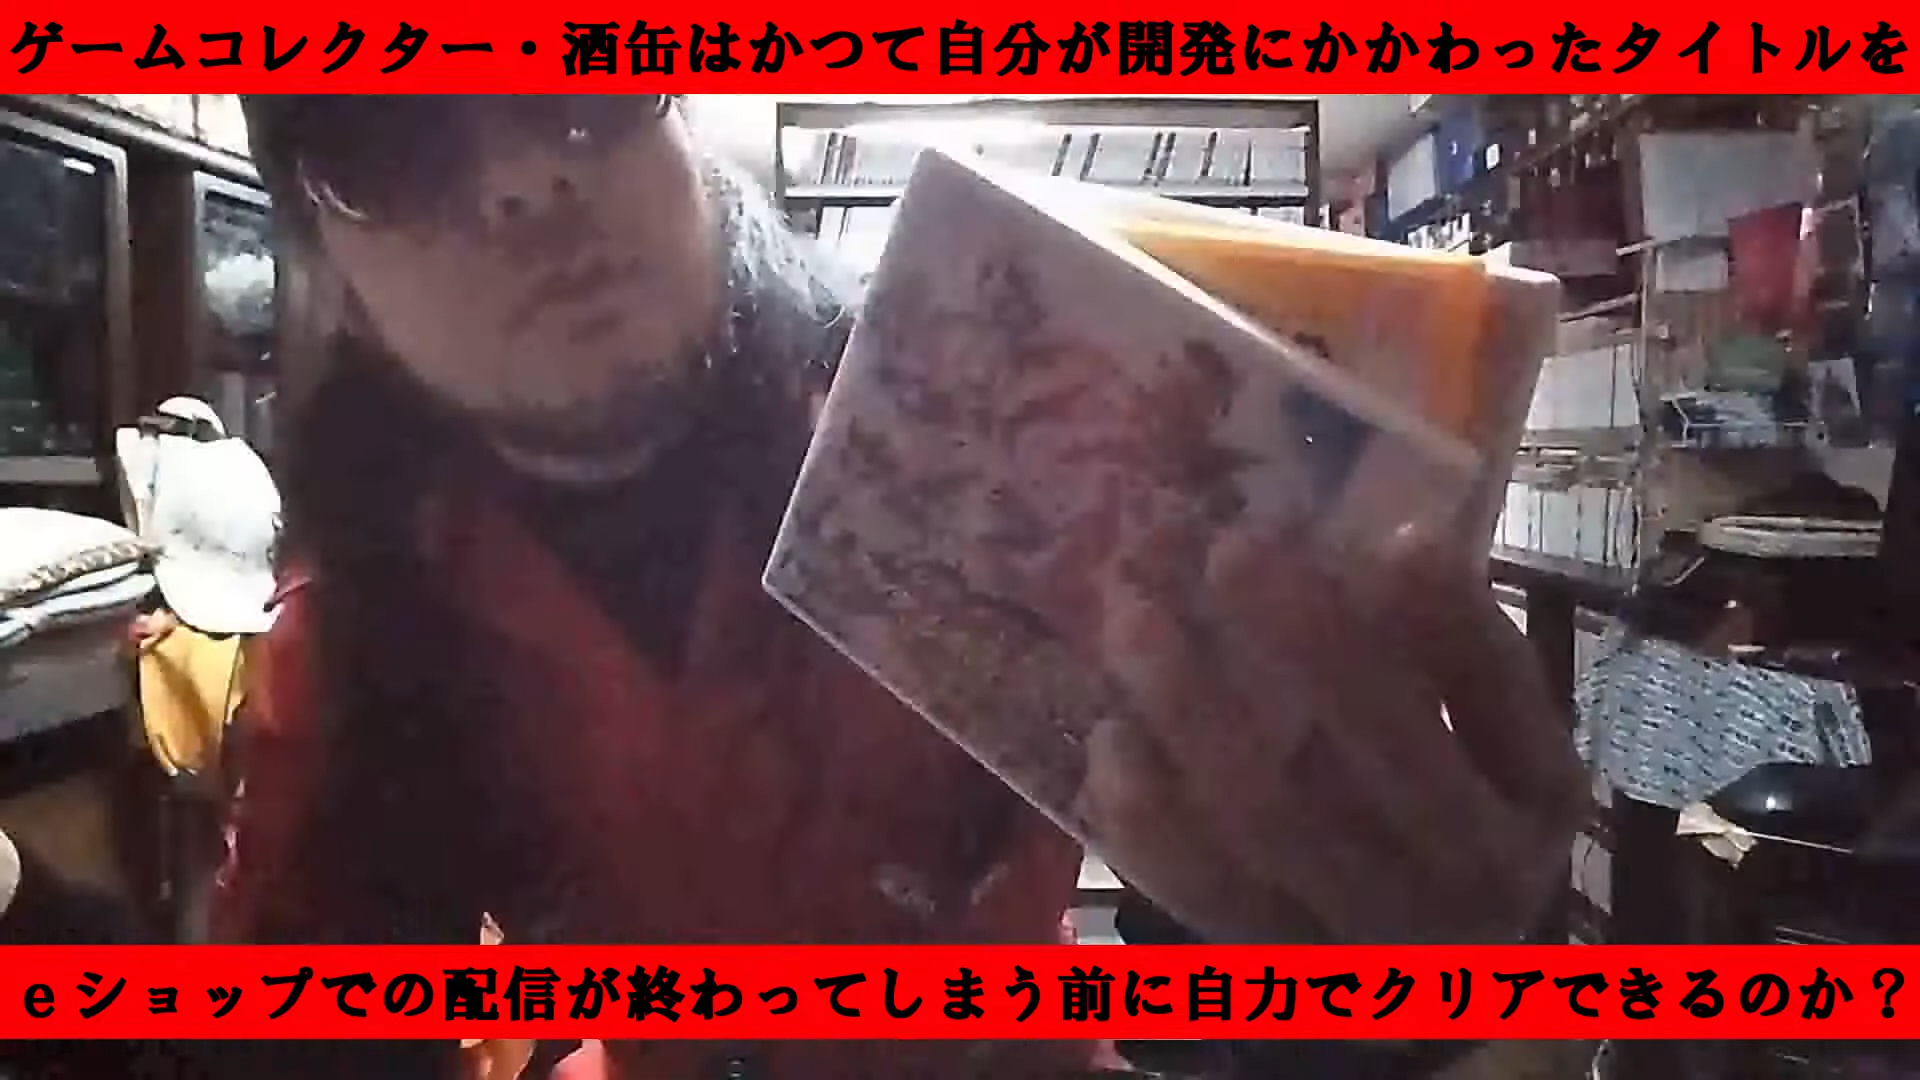 ゲームコレクター・酒缶はかつて自分が開発にかかわったタイトルを
eショップでの配信が終わってしまう前に自力でクリアできるのか？